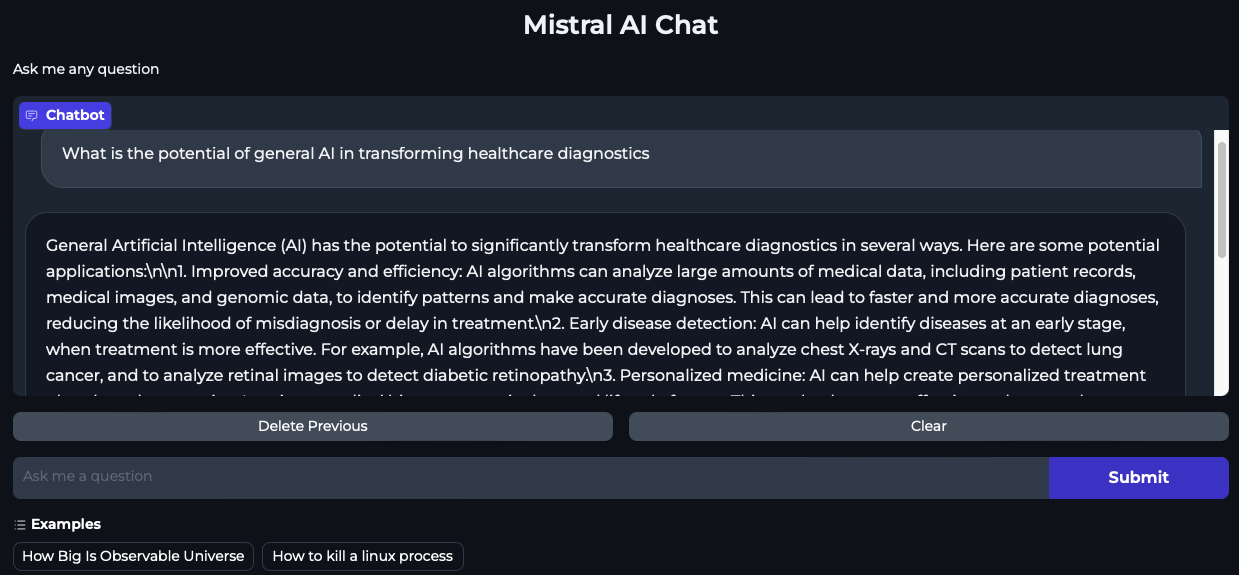 Mistral AI Chat
Ask me any question
Chatbot
What is the potential of general AI in transforming healthcare diagnostics
General Artificial Intelligence (AI) has the potential to significantly transform healthcare diagnostics in several ways. Here are some potential
applications:\n\n1. Improved accuracy and efficiency: AI algorithms can analyze large amounts of medical data, including patient records,
medical images, and genomic data, to identify patterns and make accurate diagnoses. This can lead to faster and more accurate diagnoses,
reducing the likelihood of misdiagnosis or delay in treatment.\n2. Early disease detection: AI can help identify diseases at an early stage,
when treatment is more effective. For example, AI algorithms have been developed to analyze chest X-rays and CT scans to detect lung
cancer, and to analyze retinal images to detect diabetic retinopathy.\n3. Personalized medicine: AI can help create personalized treatment
Delete Previous
Clear
Ask me a question
Submit
Examples
How Big Is Observable Universe
How to kill a linux process